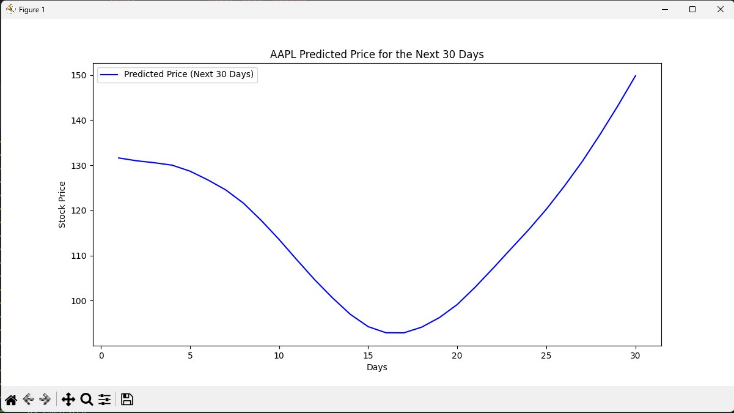 Figure 1
AAPL Predicted Price for the Next 30 Days
Predicted Price (Next 30 Days)
150
140
130
120
110
100
Stock Price
0 5 10 15 20 25 30
Days